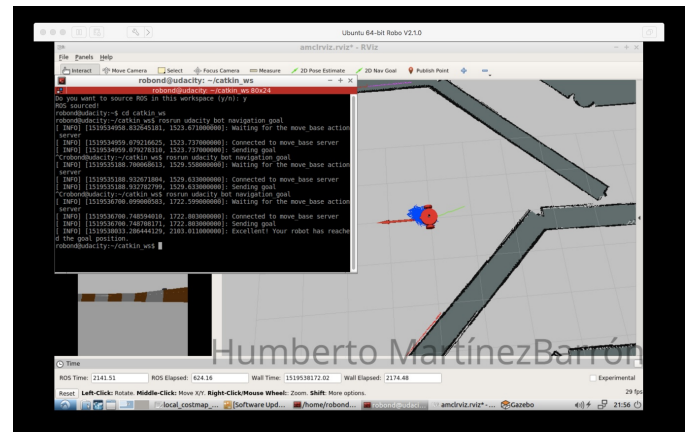 Ubuntu 64-bit Robo V2.1.0
amclrviz.rviz* - RViz
File Panels Help
Interact Move Camera Select Focus Camera Measure 2D Pose Estimate 2D Nav Goal Publish Point
robond@udacity: ~/catkin_ws
robond@udacity: ~/catkin_ws 80x24
Do you want to source ROS in this workspace (y/n): y
ROS sourced!
robond@udacity:~$ cd catkin_ws
robond@udacity:~/catkin_ws$ rosrun udacity_bot navigation_goal
[ INFO] [1519534958.832645181, 1523.671000000]: Waiting for the move_base action
server
[ INFO] [1519534959.079216625, 1523.737000000]: Connected to move_base server
[ INFO] [1519534959.079278310, 1523.737000000]: Sending goal
^Crobond@udacity:~/catkin_ws$ rosrun udacity_bot navigation_goal
[ INFO] [1519535188.700060613, 1529.550000000]: Waiting for the move_base action
server
[ INFO] [1519535188.932671804, 1529.633000000]: Connected to move_base server
[ INFO] [1519535188.932782799, 1529.633000000]: Sending goal
^Crobond@udacity:~/catkin_ws$ rosrun udacity_bot navigation_goal
[ INFO] [1519536700.099000583, 1722.599000000]: Waiting for the move_base action
server
[ INFO] [1519536700.748594010, 1722.803000000]: Connected to move_base server
[ INFO] [1519536700.748708171, 1722.803000000]: Sending goal
[ INFO] [1519538033.286444129, 2103.011000000]: Excellent! Your robot has reache
d the goal position.
robond@udacity:~/catkin_ws$
Humberto MartínezBarrón
Time
ROS Time: 2141.51 ROS Elapsed: 624.16 Wall Time: 1519538172.02 Wall Elapsed: 2174.48 Experimental
Reset Left-Click: Rotate. Middle-Click: Move X/Y. Right-Click/Mouse Wheel: Zoom. Shift: More options. 29 fps
local_costmap_... [Software Upd... /home/robond... robond@udaci... amclrviz.rviz* -... Gazebo 21:56